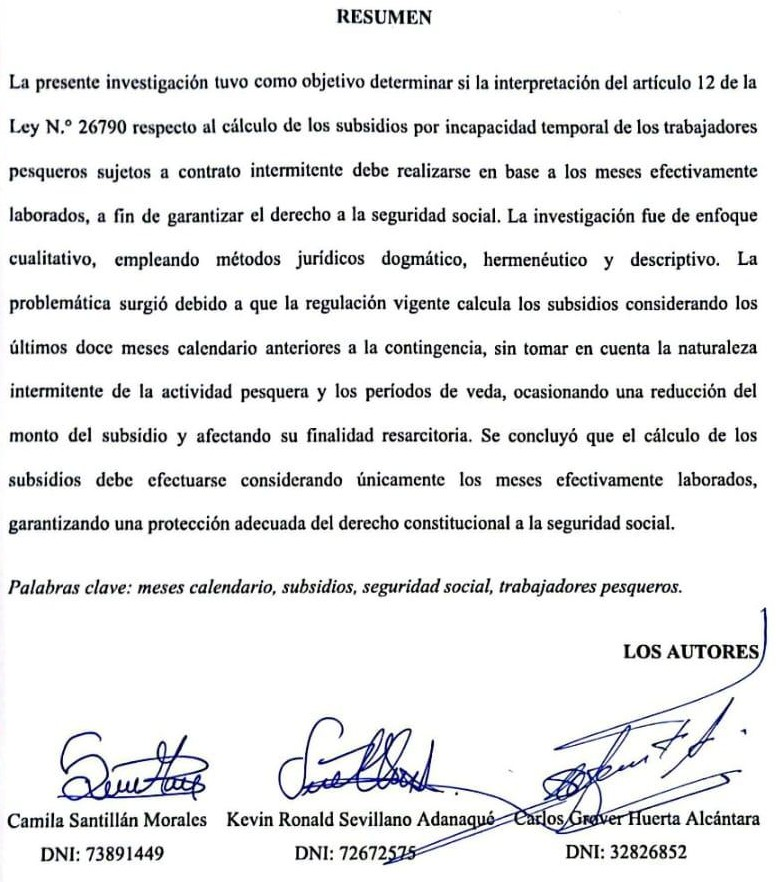 RESUMEN
La presente investigación tuvo como objetivo determinar si la interpretación del artículo 12 de la
Ley N.° 26790 respecto al cálculo de los subsidios por incapacidad temporal de los trabajadores
pesqueros sujetos a contrato intermitente debe realizarse en base a los meses efectivamente
laborados, a fin de garantizar el derecho a la seguridad social. La investigación fue de enfoque
cualitativo, empleando métodos jurídicos dogmático, hermenéutico y descriptivo. La
problemática surgió debido a que la regulación vigente calcula los subsidios considerando los
últimos doce meses calendario anteriores a la contingencia, sin tomar en cuenta la naturaleza
intermitente de la actividad pesquera y los períodos de veda, ocasionando una reducción del
monto del subsidio y afectando su finalidad resarcitoria. Se concluyó que el cálculo de los
subsidios debe efectuarse considerando únicamente los meses efectivamente laborados,
garantizando una protección adecuada del derecho constitucional a la seguridad social.
Palabras clave: meses calendario, subsidios, seguridad social, trabajadores pesqueros.
LOS AUTORES
Camila Santillán Morales Kevin Ronald Sevillano Adanaqué Carlos Grover Huerta Alcántara
DNI: 73891449 DNI: 72672575 DNI: 32826852